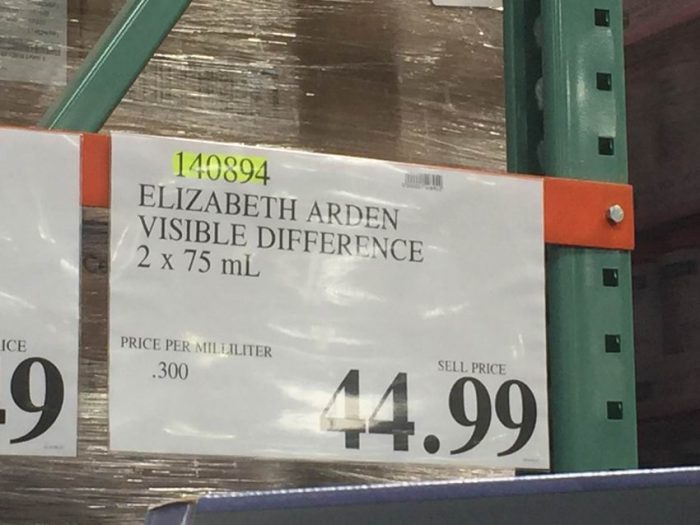 140894
ELIZABETH ARDEN
VISIBLE DIFFERENCE
2 x 75 mL
PRICE PER MILLILITER
.300
SELL PRICE
44.99
ICE
9